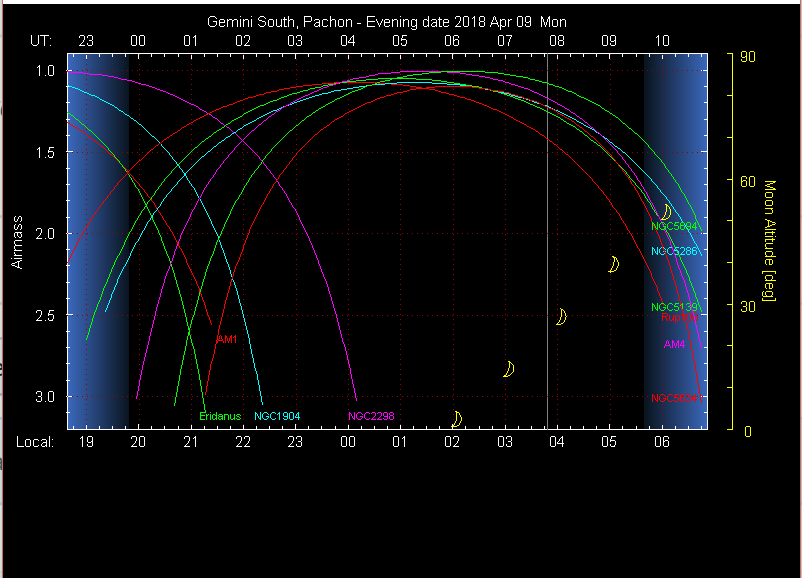 Gemini South, Pachon - Evening date 2018 Apr 09 Mon
UT: 23 00 01 02 03 04 05 06 07 08 09 10
90
1.0
1.5
60
Airmass
Moon Altitude [deg]
2.0
NGC5694
NGC5286
2.5
30
NGC5139
AM1
AM4
3.0
Eridanus
NGC1904
NGC2298
0
Local: 19 20 21 22 23 00 01 02 03 04 05 06